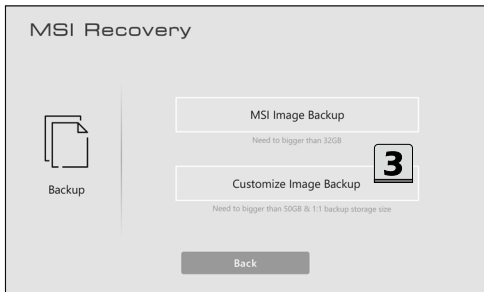 MSI Recovery
MSI Image Backup
Need to bigger than 32GB
3
Backup
Customize Image Backup
Need to bigger than 50GB & 1:1 backup storage size
Back